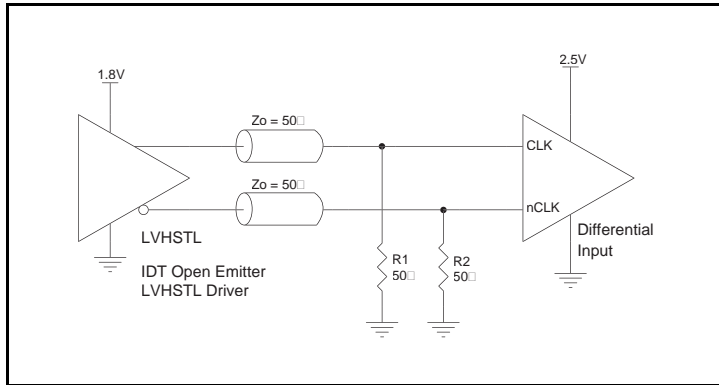 1.8V
2.5V
Zo = 50□
CLK
Zo = 50□
nCLK
LVHSTL
IDT Open Emitter
LVHSTL Driver
R1
50□
R2
50□
Differential
Input